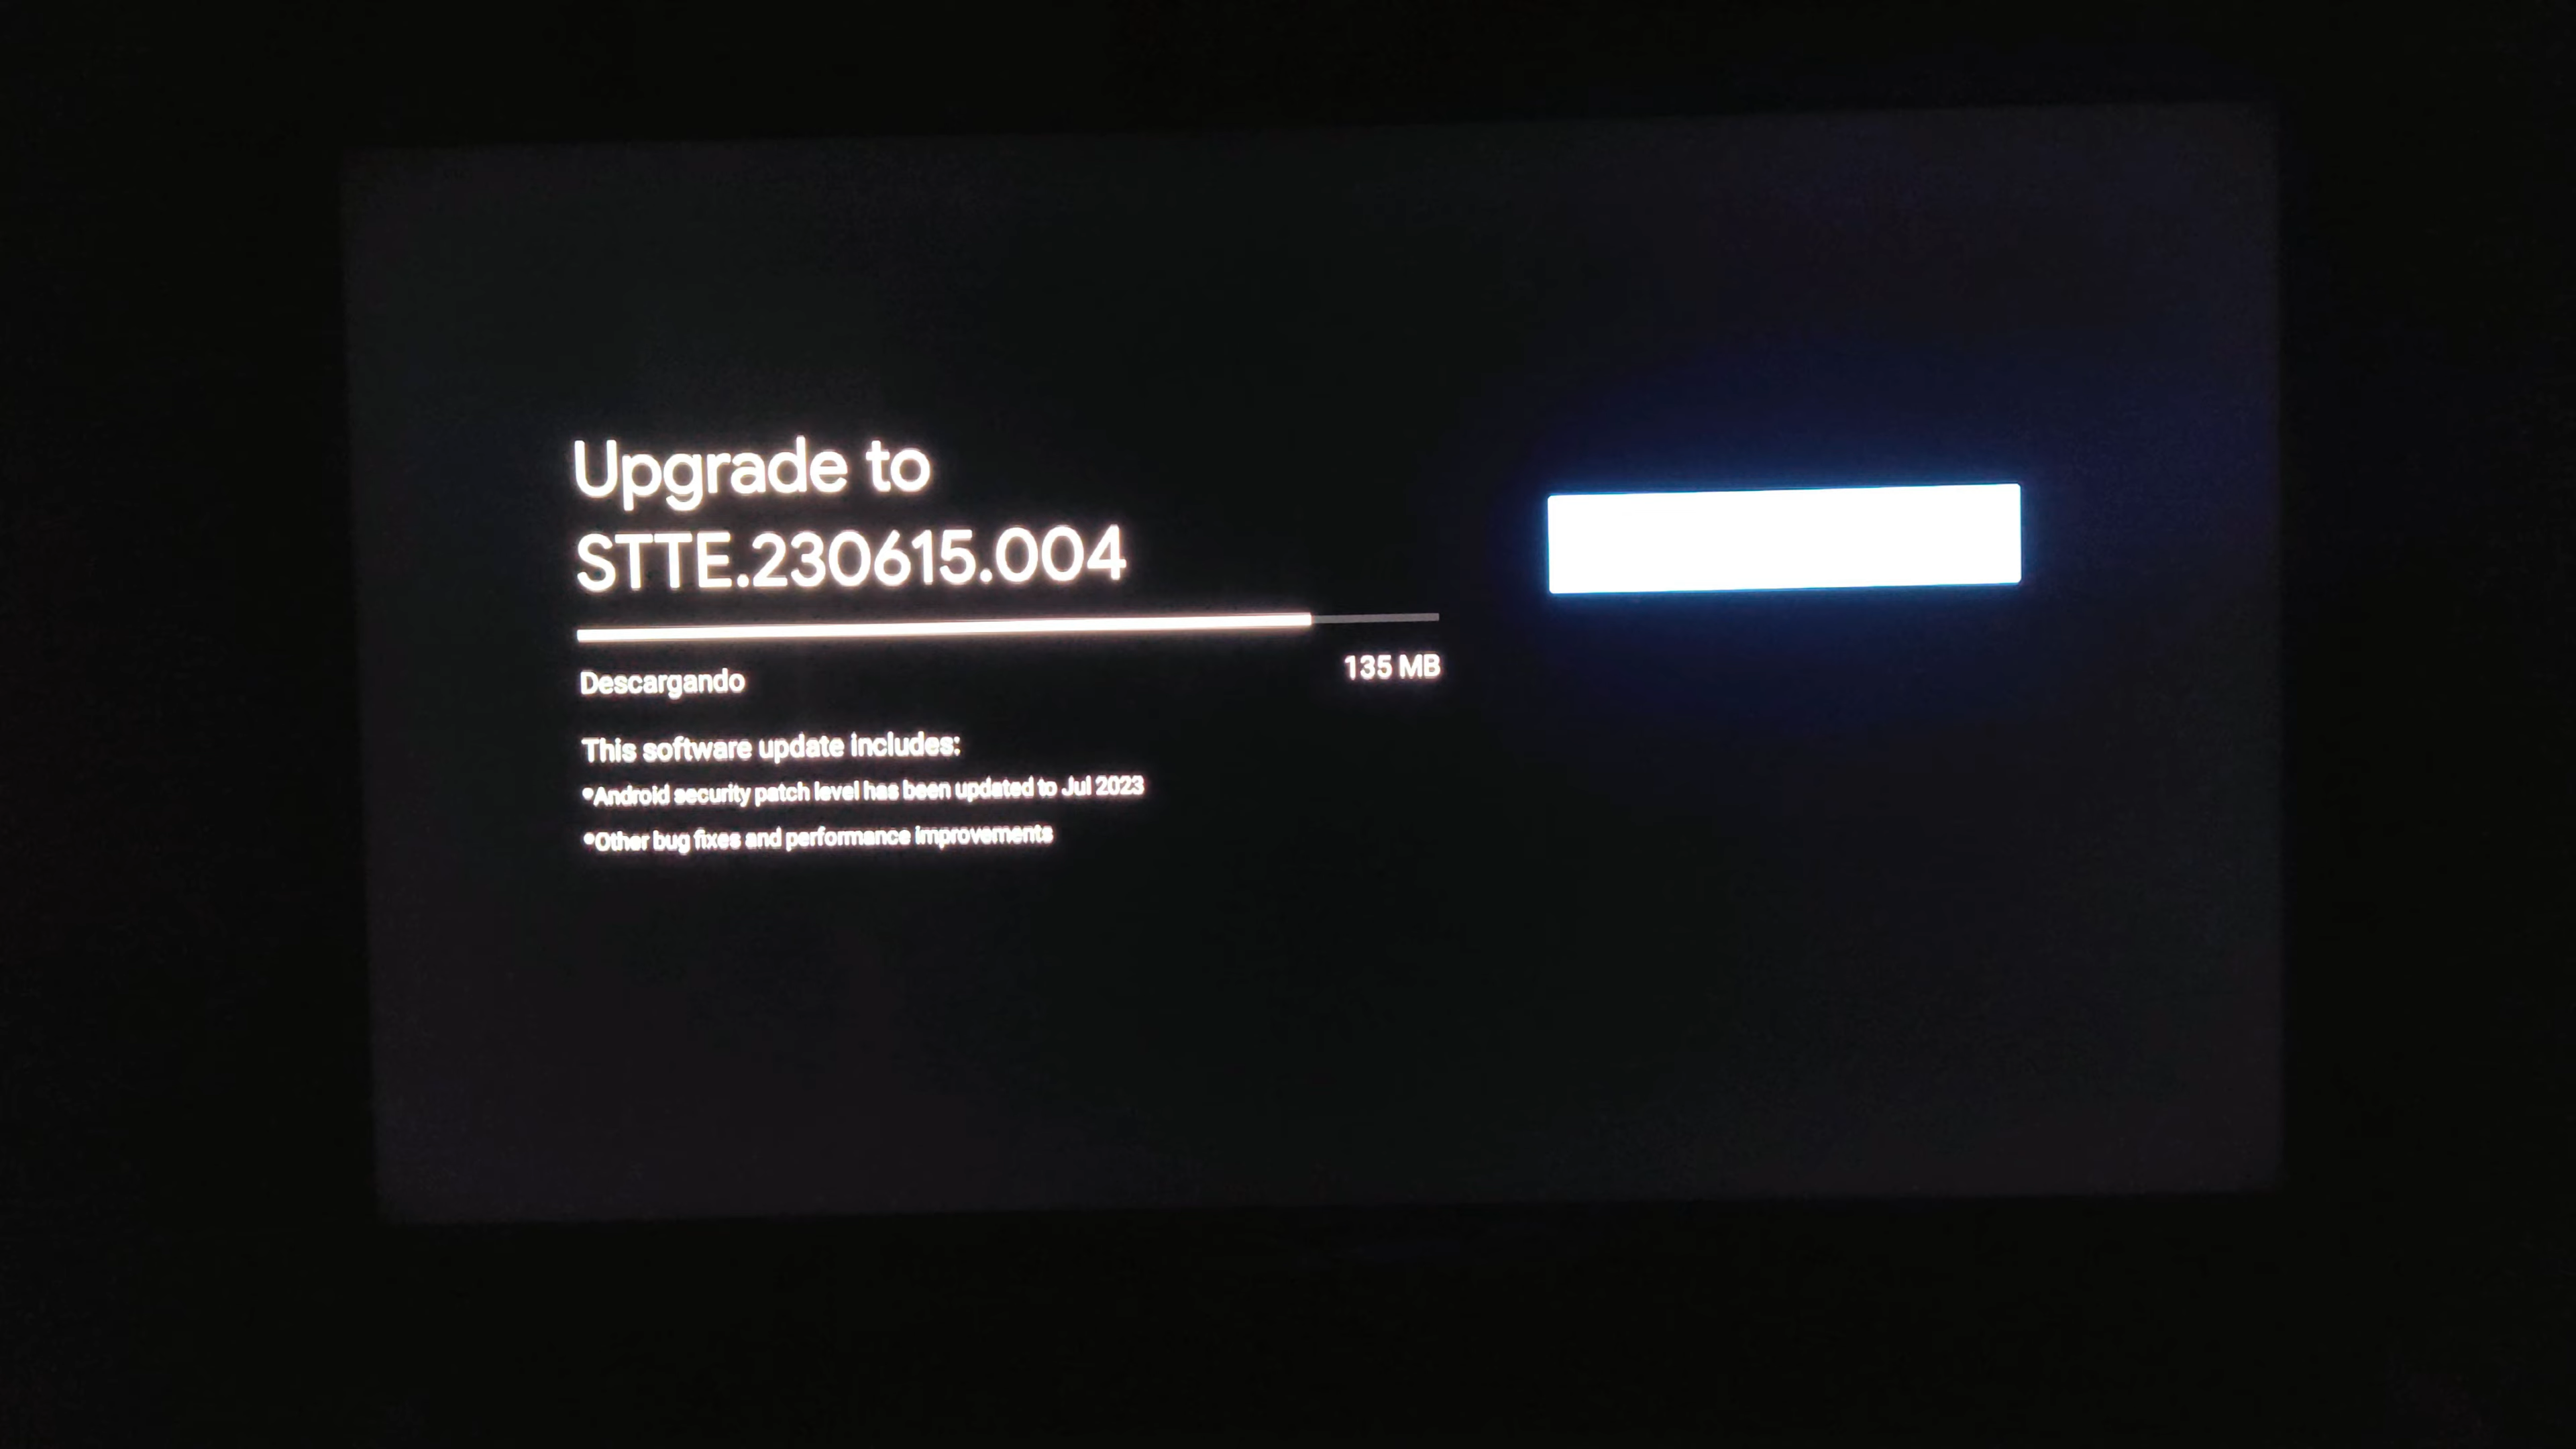 Upgrade to
STTE.230615.004
135 MB
Descargando
This software update includes:
•Android security patch level has been updated to Jul 2023
•Other bug fixes and performance improvements